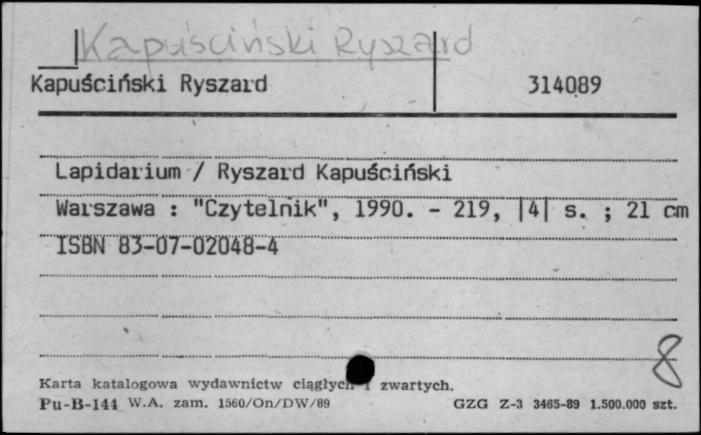 Kapuściński Ryszard
Kapuściński Ryszard 314089
Lapidarium / Ryszard Kapuściński
Warszawa : "Czytelnik", 1990. - 219, |4| s. ; 21 cm
ISBN 83-07-02048-4
8
Karta katalogowa wydawnictw ciągłych i zwartych.
Pu-B-144 W.A. zam. 1560/On/DW/89 GZG Z-3 3465-89 1.500.000 szt.